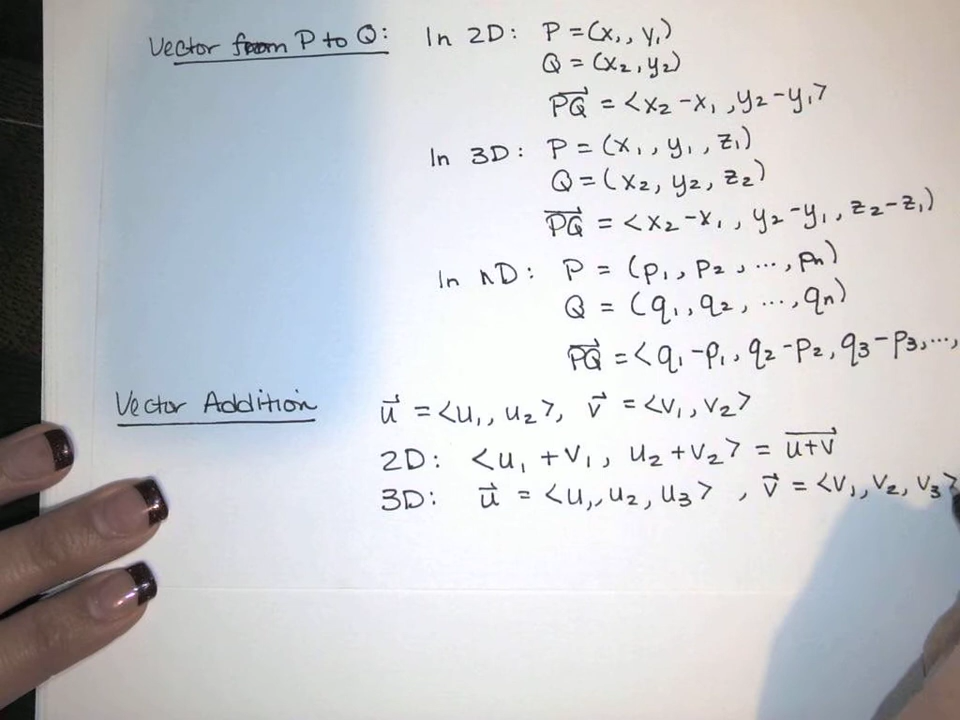 Vector from P to Q: In 2D: P = (x₁, y₁)
Q = (x₂, y₂)
PQ⃗ = <x₂-x₁, y₂-y₁>
In 3D: P = (x₁, y₁, z₁)
Q = (x₂, y₂, z₂)
PQ⃗ = <x₂-x₁, y₂-y₁, z₂-z₁)
In nD: P = (p₁, p₂, ..., pₙ)
Q = (q₁, q₂, ..., qₙ)
PQ⃗ = <q₁-p₁, q₂-p₂, q₃-p₃, ...,
Vector Addition u⃗ = <u₁, u₂>, v⃗ = <v₁, v₂>
2D: <u₁+v₁, u₂+v₂> = u+v⃗
3D: u⃗ = <u₁, u₂, u₃>, v⃗ = <v₁, v₂, v₃>